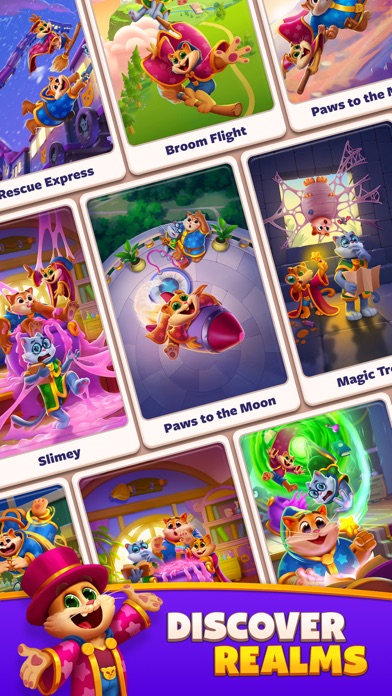 Rescue Express
Broom Flight
Paws to the M
Slimey
Paws to the Moon
Magic Tr
DISCOVER
REALMS